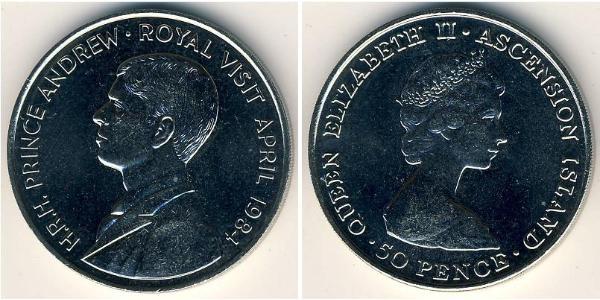 H.R.H. PRINCE ANDREW · ROYAL VISIT APRIL 1984
QUEEN ELIZABETH II · ASCENSION ISLAND ·
50 PENCE ·